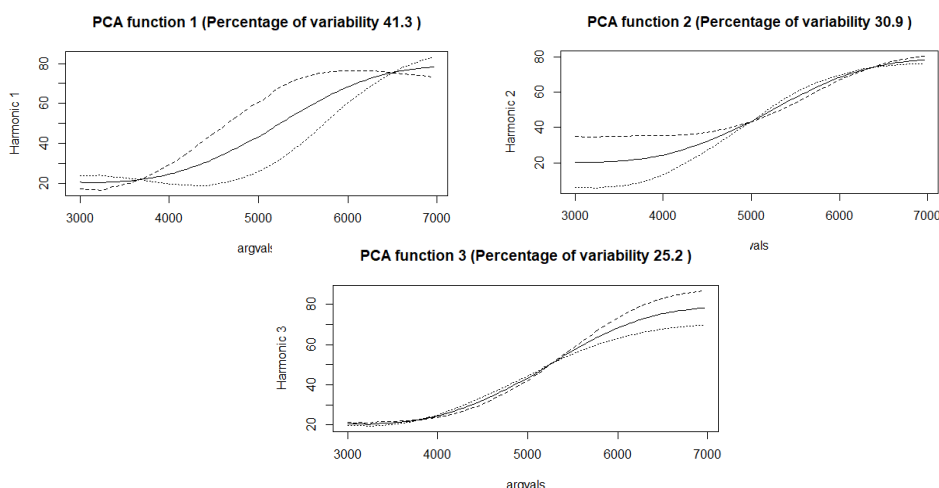 PCA function 1 (Percentage of variability 41.3 )
80
60
40
20
Harmonic 1
3000 4000 5000 6000 7000
argvals
PCA function 2 (Percentage of variability 30.9 )
80
60
40
20
Harmonic 2
3000 4000 5000 6000 7000
vals
PCA function 3 (Percentage of variability 25.2 )
80
60
40
20
Harmonic 3
3000 4000 5000 6000 7000
argvals